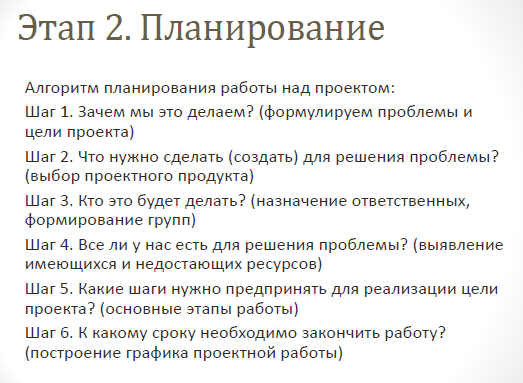 Этап 2. Планирование
Алгоритм планирования работы над проектом:
Шаг 1. Зачем мы это делаем? (формулируем проблемы и
цели проекта)
Шаг 2. Что нужно сделать (создать) для решения проблемы?
(выбор проектного продукта)
Шаг 3. Кто это будет делать? (назначение ответственных,
формирование групп)
Шаг 4. Все ли у нас есть для решения проблемы? (выявление
имеющихся и недостающих ресурсов)
Шаг 5. Какие шаги нужно предпринять для реализации цели
проекта? (основные этапы работы)
Шаг 6. К какому сроку необходимо закончить работу?
(построение графика проектной работы)